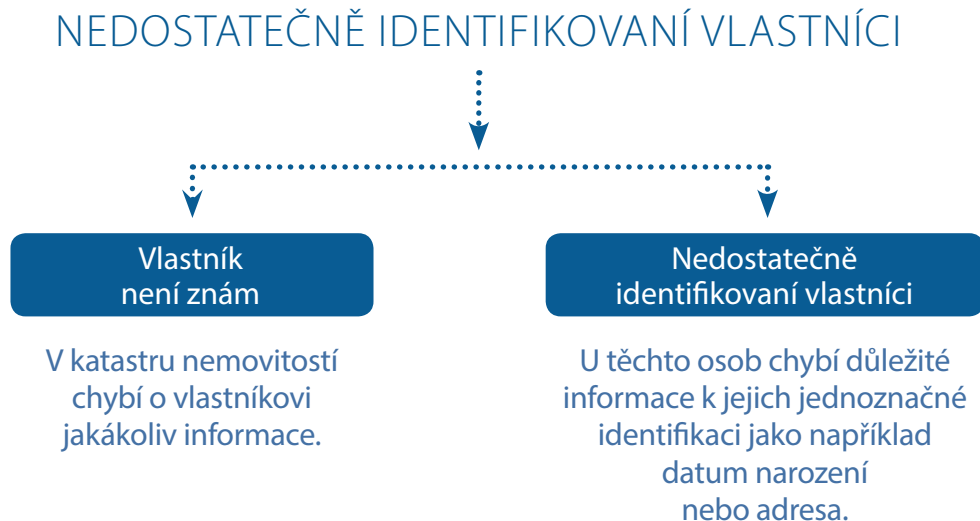 NEDOSTATEČNĚ IDENTIFIKOVANÍ VLASTNÍCI
Vlastník
není znám
V katastru nemovitostí
chybí o vlastníkovi
jakákoliv informace.
Nedostatečně
identifikovaní vlastníci
U těchto osob chybí důležité
informace k jejich jednoznačné
identifikaci jako například
datum narození
nebo adresa.